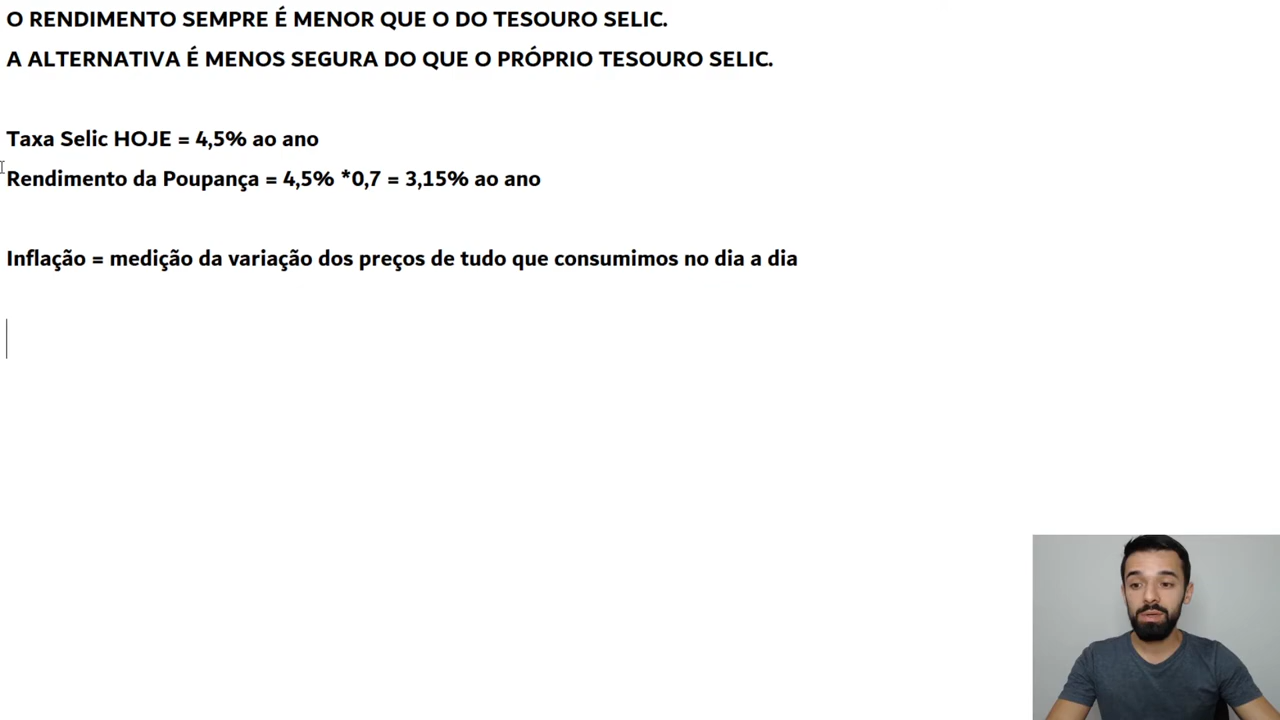 O RENDIMENTO SEMPRE É MENOR QUE O DO TESOURO SELIC.
A ALTERNATIVA É MENOS SEGURA DO QUE O PRÓPRIO TESOURO SELIC.
Taxa Selic HOJE = 4,5% ao ano
Rendimento da Poupança = 4,5% *0,7 = 3,15% ao ano
Inflação = medição da variação dos preços de tudo que consumimos no dia a dia